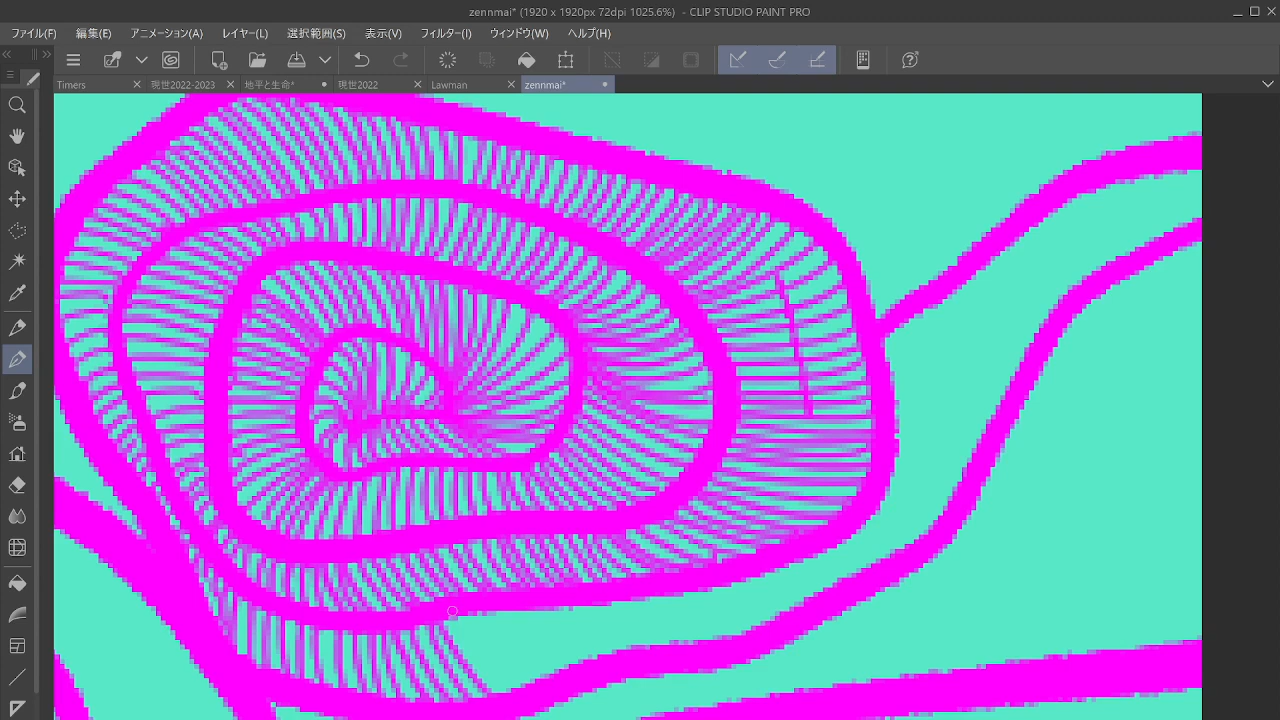 zennmai* (1920 x 1920px 72dpi 1025.6%) - CLIP STUDIO PAINT PRO
ファイル(F) 編集(E) アニメーション(A) レイヤー(L) 選択範囲(S) 表示(V) フィルター(I) ウィンドウ(W) ヘルプ(H)
Timers 現世2022-2023 地平と生命* 現世2022 Lawman zennmai*